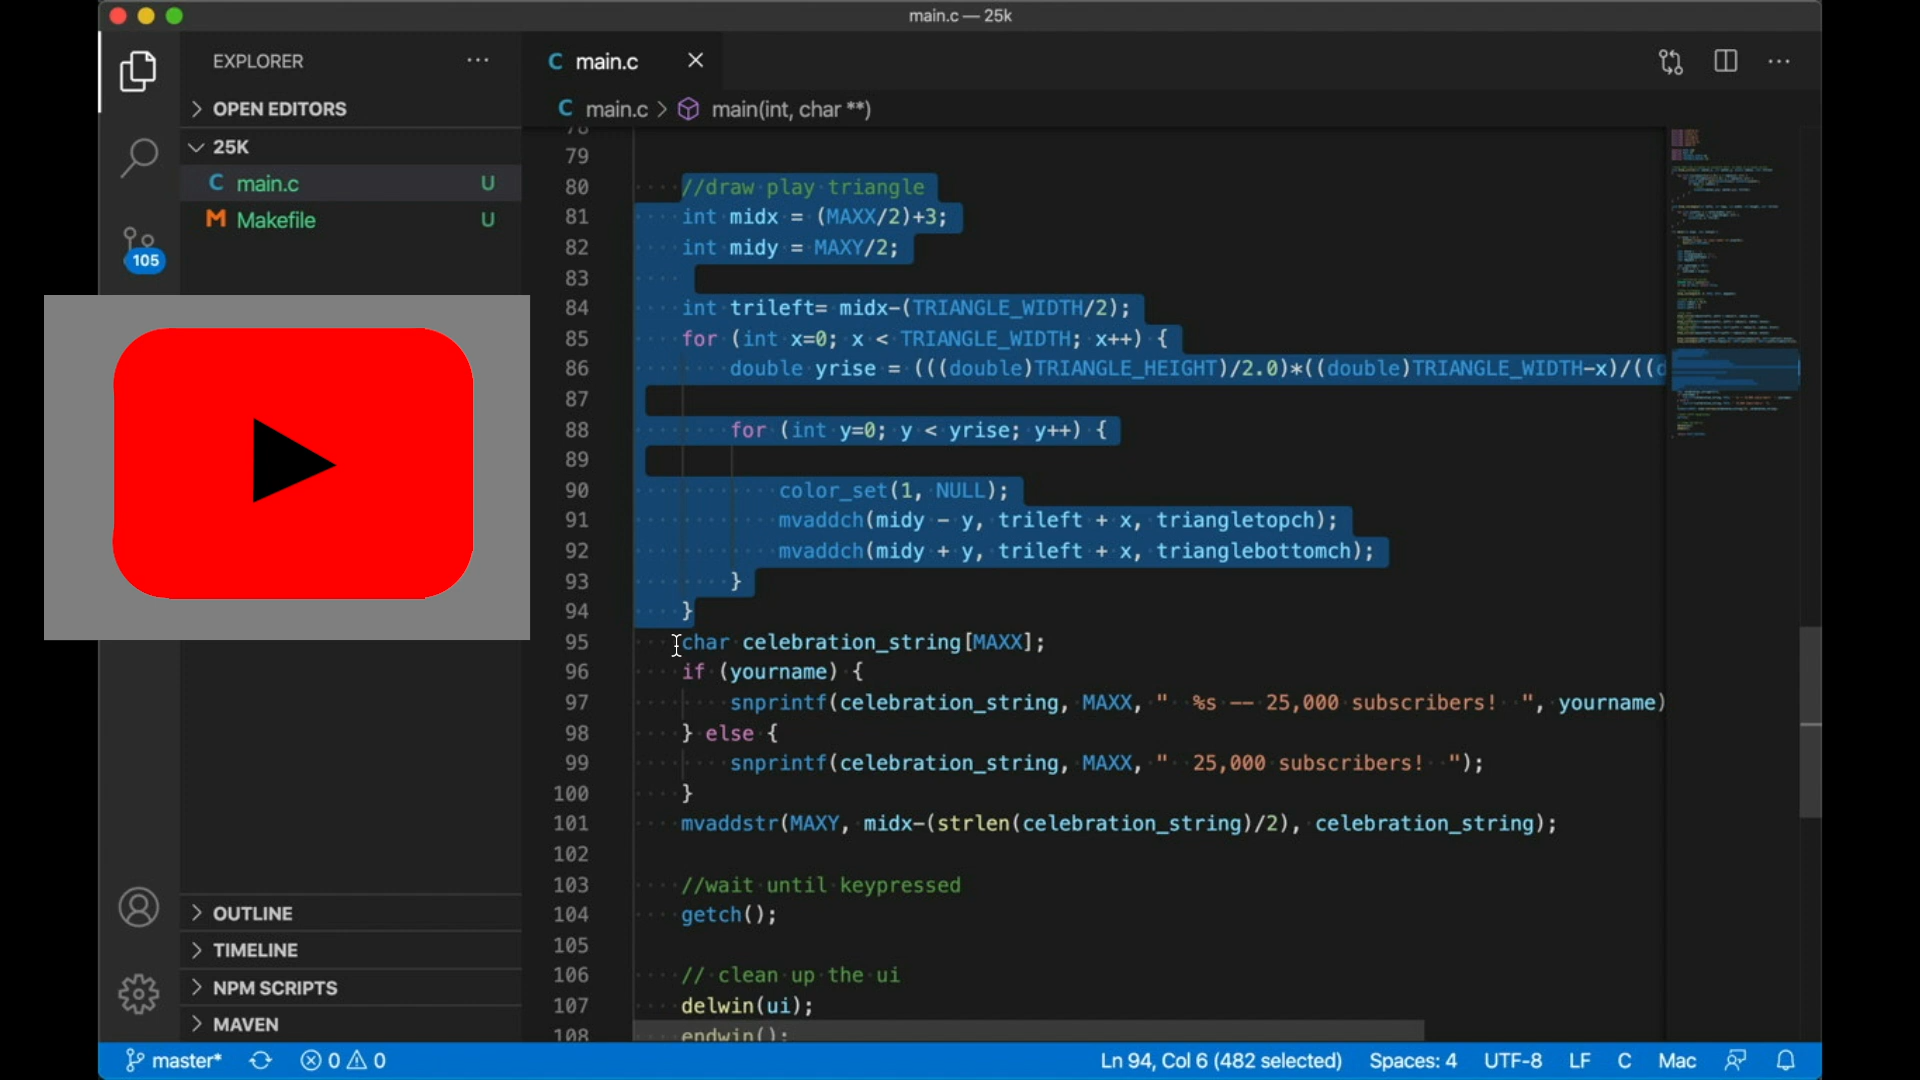 main.c — 25k
EXPLORER
C main.c
OPEN EDITORS
C main.c > main(int, char **)
25K
C main.c U
M Makefile U
105
79
80 //draw play triangle
81 int midx = (MAXX/2)+3;
82 int midy = MAXY/2;
83
84 int trileft= midx-(TRIANGLE_WIDTH/2);
85 for (int x=0; x < TRIANGLE_WIDTH; x++) {
86 double yrise = (((double)TRIANGLE_HEIGHT)/2.0)*((double)TRIANGLE_WIDTH-x)/((d
87
88 for (int y=0; y < yrise; y++) {
89
90 color_set(1, NULL);
91 mvaddch(midy - y, trileft + x, triangletopch);
92 mvaddch(midy + y, trileft + x, trianglebottomch);
93 }
94 }
95 char celebration_string[MAXX];
96 if (yourname) {
97 snprintf(celebration_string, MAXX, "  %s -- 25,000 subscribers!  ", yourname)
98 } else {
99 snprintf(celebration_string, MAXX, "  25,000 subscribers!  ");
100 }
101 mvaddstr(MAXY, midx-(strlen(celebration_string)/2), celebration_string);
102
103 //wait until keypressed
104 getch();
105
106 // clean up the ui
107 delwin(ui);
108 endwin();
OUTLINE
TIMELINE
NPM SCRIPTS
MAVEN
master* 0 0 Ln 94, Col 6 (482 selected) Spaces: 4 UTF-8 LF C Mac